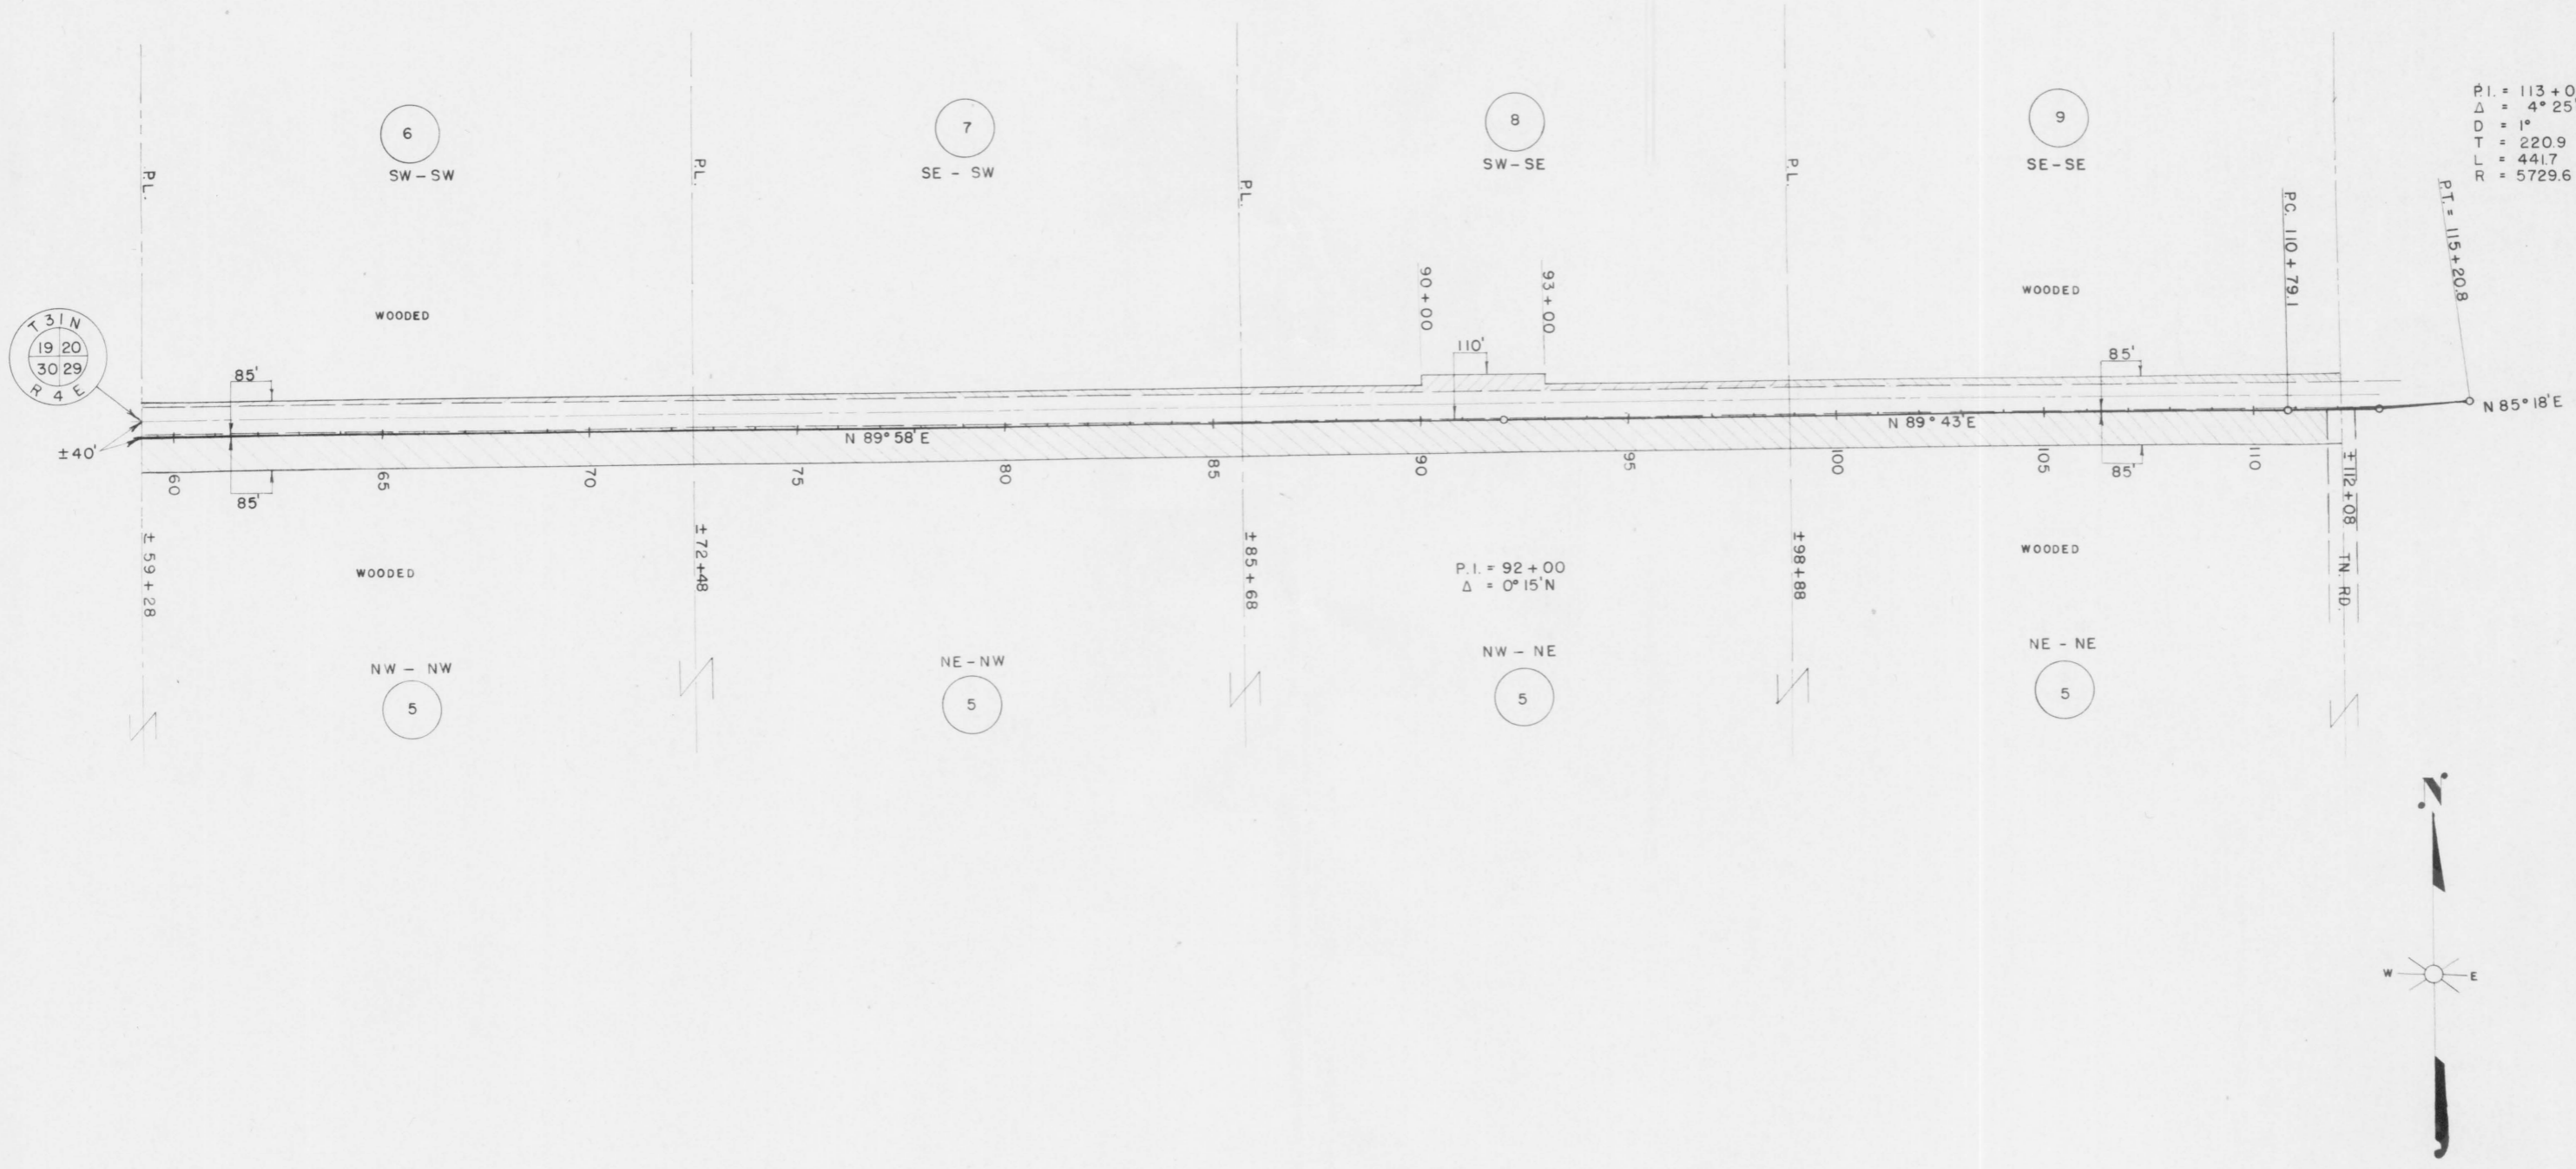 6
SW – SW
7
SE – SW
8
SW – SE
9
SE – SE
P.I. = 113 + 0
Δ = 4° 25'
D = 1°
T = 220.9
L = 441.7
R = 5729.6
P.L.
P.L.
P.L.
P.L.
P.C. 110 + 79.1
P.T. = 115 + 20.8
90 + 00
93 + 00
WOODED
WOODED
T 31 N
19 20
30 29
R 4 E
85'
110'
85'
±40'
N 89° 58' E
N 89° 43' E
N 85° 18' E
60
65
70
75
80
85
90
95
100
105
110
85'
85'
± 59 + 28
± 72 + 48
± 85 + 68
± 98 + 88
± 112 + 08
TN. RD.
WOODED
WOODED
P.I. = 92 + 00
Δ = 0° 15' N
NW – NW
5
NE – NW
5
NW – NE
5
NE – NE
5
N
W
E